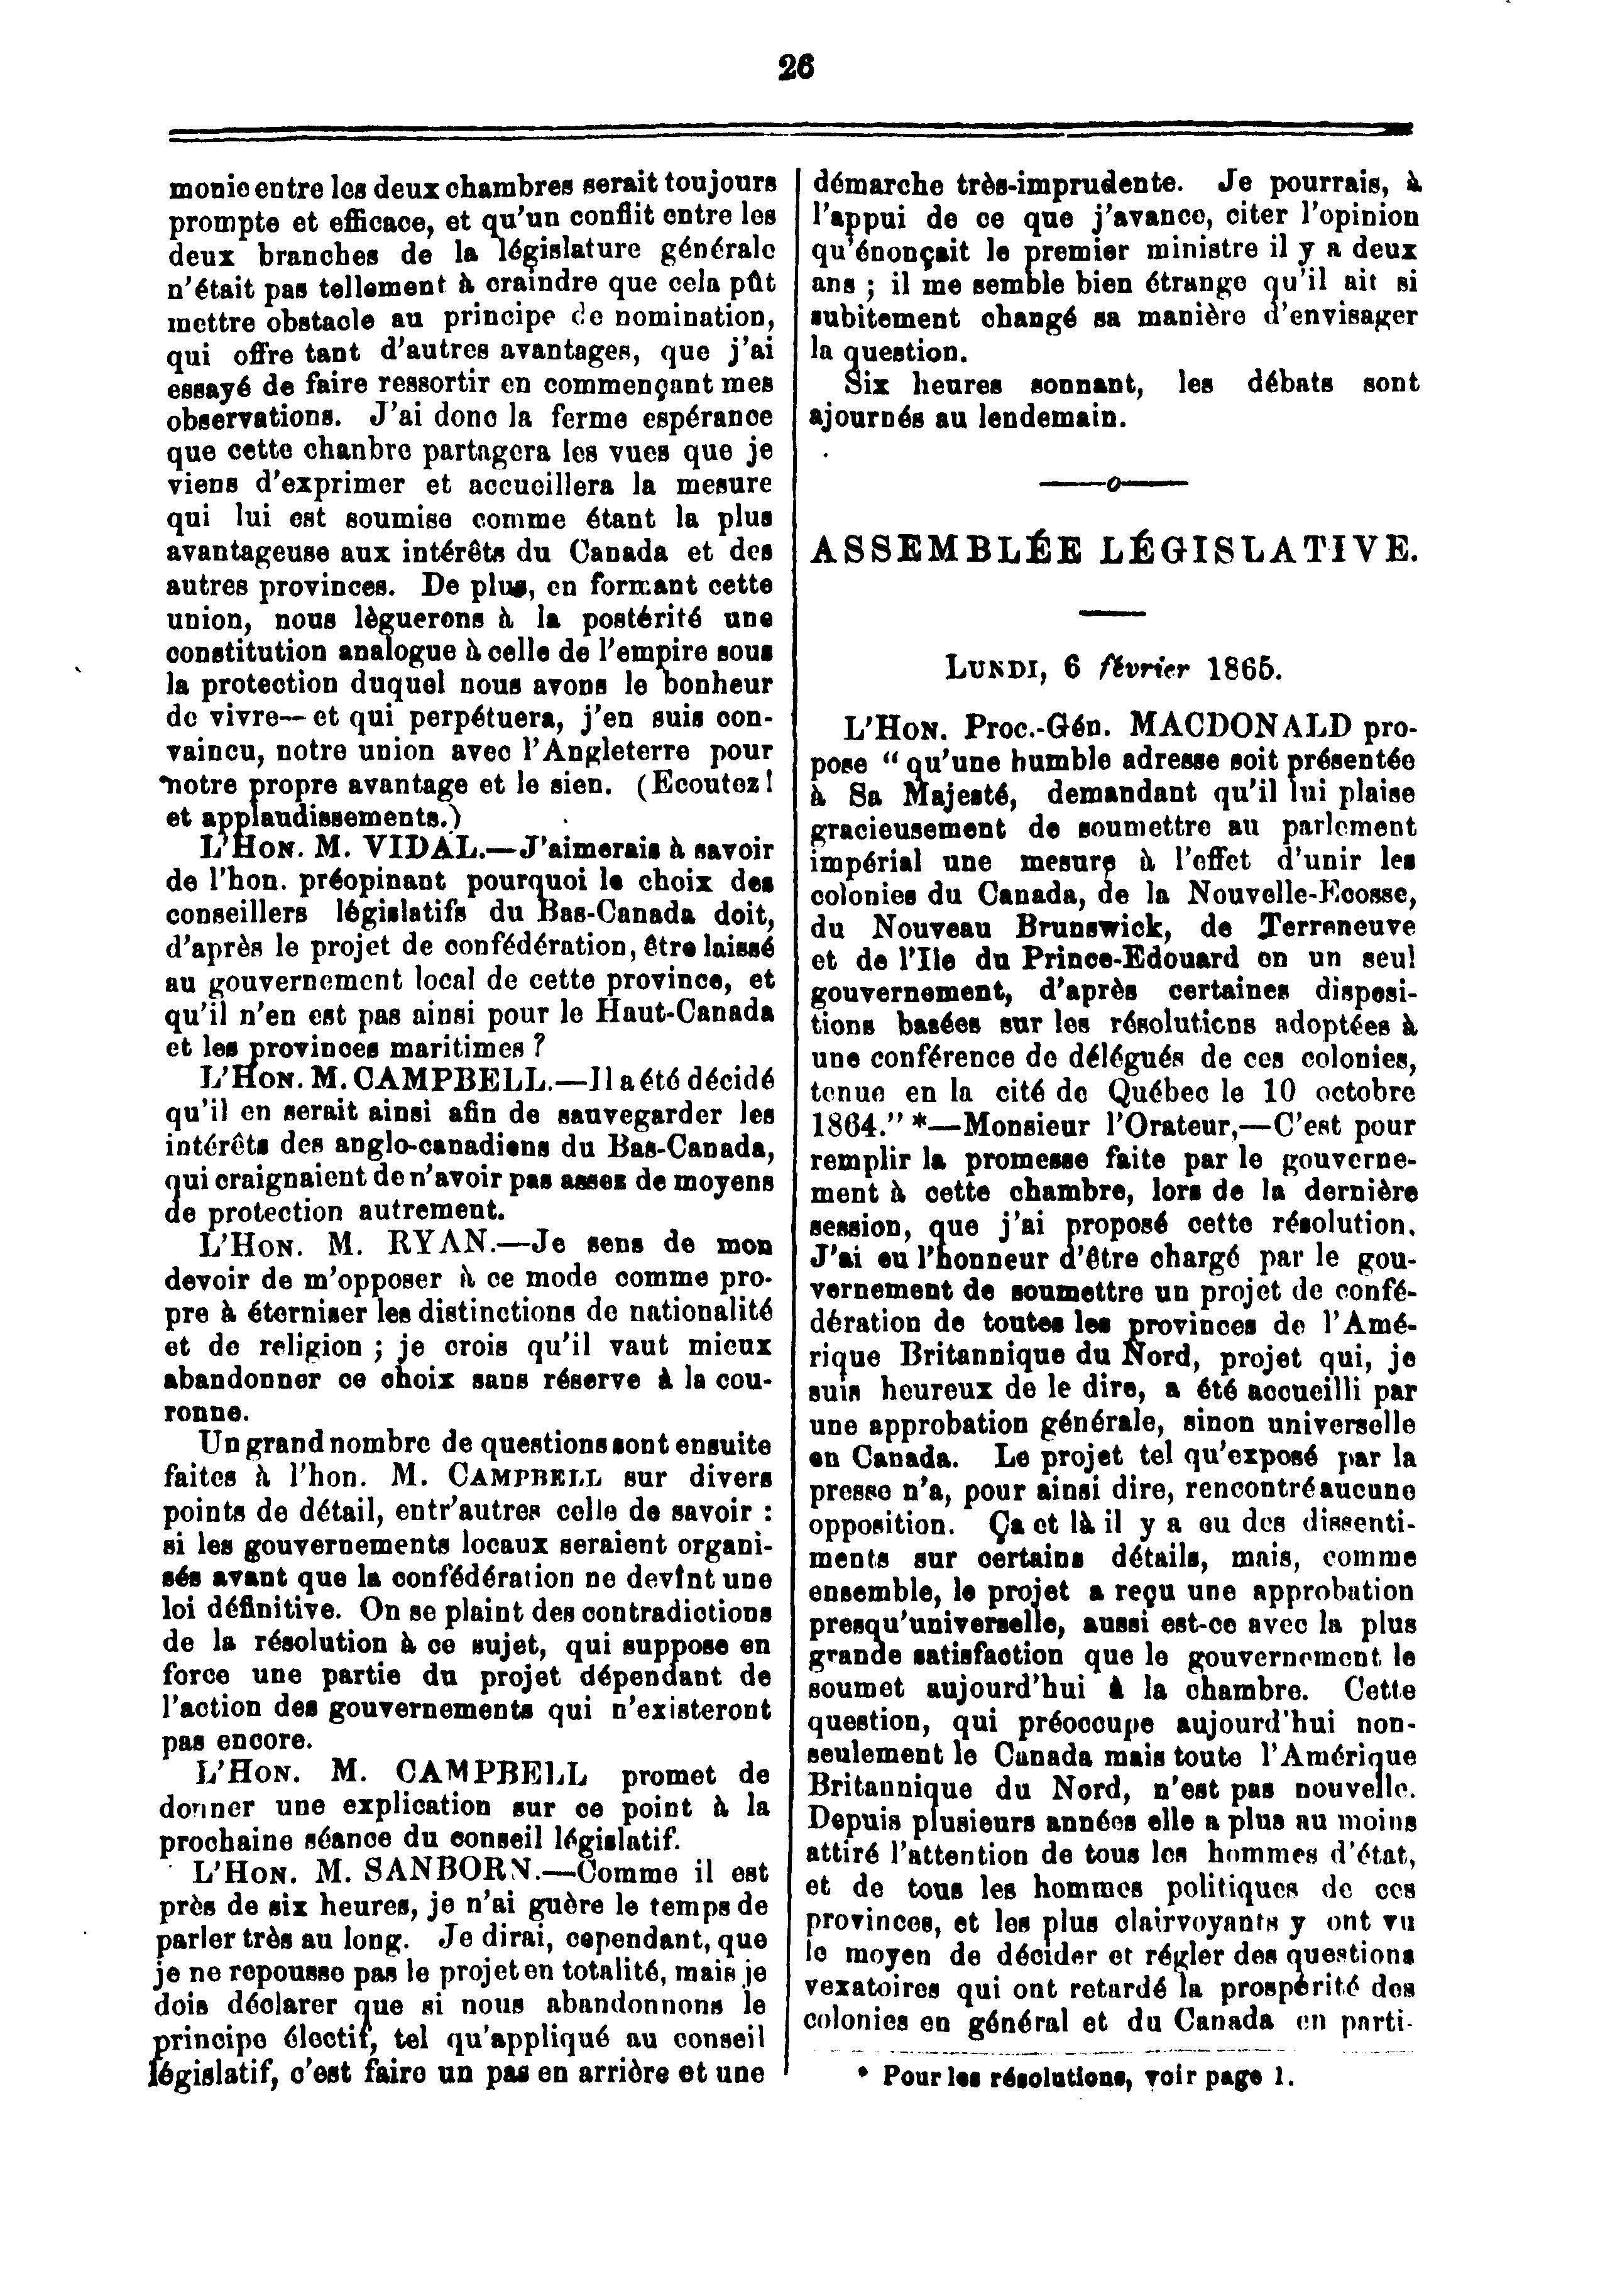 26
monie entre les deux chambres serait toujours
prompte et efficace, et qu'un conflit entre les
deux branches de la législature générale
n'était pas tellement à craindre que cela pût
mettre obstacle au principe de nomination,
qui offre tant d'autres avantages, que j'ai
essayé de faire ressortir en commençant mes
observations. J'ai donc la ferme espérance
que cette chanbre partagera les vues que je
viens d'exprimer et accueillera la mesure
qui lui est soumise comme étant la plus
avantageuse aux intérêts du Canada et des
autres provinces. De plus, en formant cette
union, nous lèguerons à la postérité une
constitution analogue à celle de l'empire sous
la protection duquel nous avons le bonheur
de vivre—et qui perpétuera, j'en suis con-
vaincu, notre union avec l'Angleterre pour
notre propre avantage et le sien. (Ecoutez!
et applaudissements.)
L'HON. M. VIDAL.—J'aimerais à savoir
de l'hon. préopinant pourquoi le choix des
conseillers législatifs du Bas-Canada doit,
d'après le projet de confédération, être laissé
au gouvernement local de cette province, et
qu'il n'en est pas ainsi pour le Haut-Canada
et les provinces maritimes ?
L'HON. M. CAMPBELL.—Il a été décidé
qu'il en serait ainsi afin de sauvegarder les
intérêts des anglo-canadiens du Bas-Canada,
qui craignaient de n'avoir pas assez de moyens
de protection autrement.
L'HON. M. RYAN.—Je sens de mon
devoir de m'opposer à ce mode comme pro-
pre à éterniser les distinctions de nationalité
et de religion ; je crois qu'il vaut mieux
abandonner ce choix sans réserve à la cou-
ronne.
Un grand nombre de questions sont ensuite
faites à l'hon. M. CAMPBELL sur divers
points de détail, entr'autres celle de savoir :
si les gouvernements locaux seraient organi-
sés avant que la confédération ne devînt une
loi définitive. On se plaint des contradictions
de la résolution à ce sujet, qui suppose en
force une partie du projet dépendant de
l'action des gouvernements qui n'existeront
pas encore.
L'HON. M. CAMPBELL promet de
donner une explication sur ce point à la
prochaine séance du conseil législatif.
L'HON. M. SANBORN.—Comme il est
près de six heures, je n'ai guère le temps de
parler très au long. Je dirai, cependant, que
je ne repousse pas le projet en totalité, mais je
dois déclarer que si nous abandonnons le
principe électif, tel qu'appliqué au conseil
législatif, c'est faire un pas en arrière et une
démarche très-imprudente. Je pourrais, à
l'appui de ce que j'avance, citer l'opinion
qu'énonçait le premier ministre il y a deux
ans ; il me semble bien étrange qu'il ait si
subitement changé sa manière d'envisager
la question.
Six heures sonnant, les débats sont
ajournés au lendemain.
ASSEMBLÉE LÉGISLATIVE.
LUNDI, 6 février 1865.
L'HON. Proc.-Gén. MACDONALD pro-
pose " qu'une humble adresse soit présentée
à Sa Majesté, demandant qu'il lui plaise
gracieusement de soumettre au parlement
impérial une mesure à l'effet d'unir les
colonies du Canada, de la Nouvelle-Ecosse,
du Nouveau Brunswick, de Terreneuve
et de l'Ile du Prince-Edouard en un seul
gouvernement, d'après certaines disposi-
tions basées sur les résolutions adoptées à
une conférence de délégués de ces colonies,
tenue en la cité de Québec le 10 octobre
1864." *—Monsieur l'Orateur,—C'est pour
remplir la promesse faite par le gouverne-
ment à cette chambre, lors de la dernière
session, que j'ai proposé cette résolution.
J'ai eu l'honneur d'être chargé par le gou-
vernement de soumettre un projet de confé-
dération de toutes les provinces de l'Amé-
rique Britannique du Nord, projet qui, je
suis heureux de le dire, a été accueilli par
une approbation générale, sinon universelle
en Canada. Le projet tel qu'exposé par la
presse n'a, pour ainsi dire, rencontré aucune
opposition. Ça et là il y a eu des dissenti-
ments sur certains détails, mais, comme
ensemble, le projet a reçu une approbation
presqu'universelle, aussi est-ce avec la plus
grande satisfaction que le gouvernement le
soumet aujourd'hui à la chambre. Cette
question, qui préoccupe aujourd'hui non-
seulement le Canada mais toute l'Amérique
Britannique du Nord, n'est pas nouvelle.
Depuis plusieurs années elle a plus au moins
attiré l'attention de tous les hommes d'état,
et de tous les hommes politiques de ces
provinces, et les plus clairvoyants y ont vu
le moyen de décider et régler des questions
vexatoires qui ont retardé la prospérité des
colonies en général et du Canada en parti-
* Pour les résolutions, voir page 1.